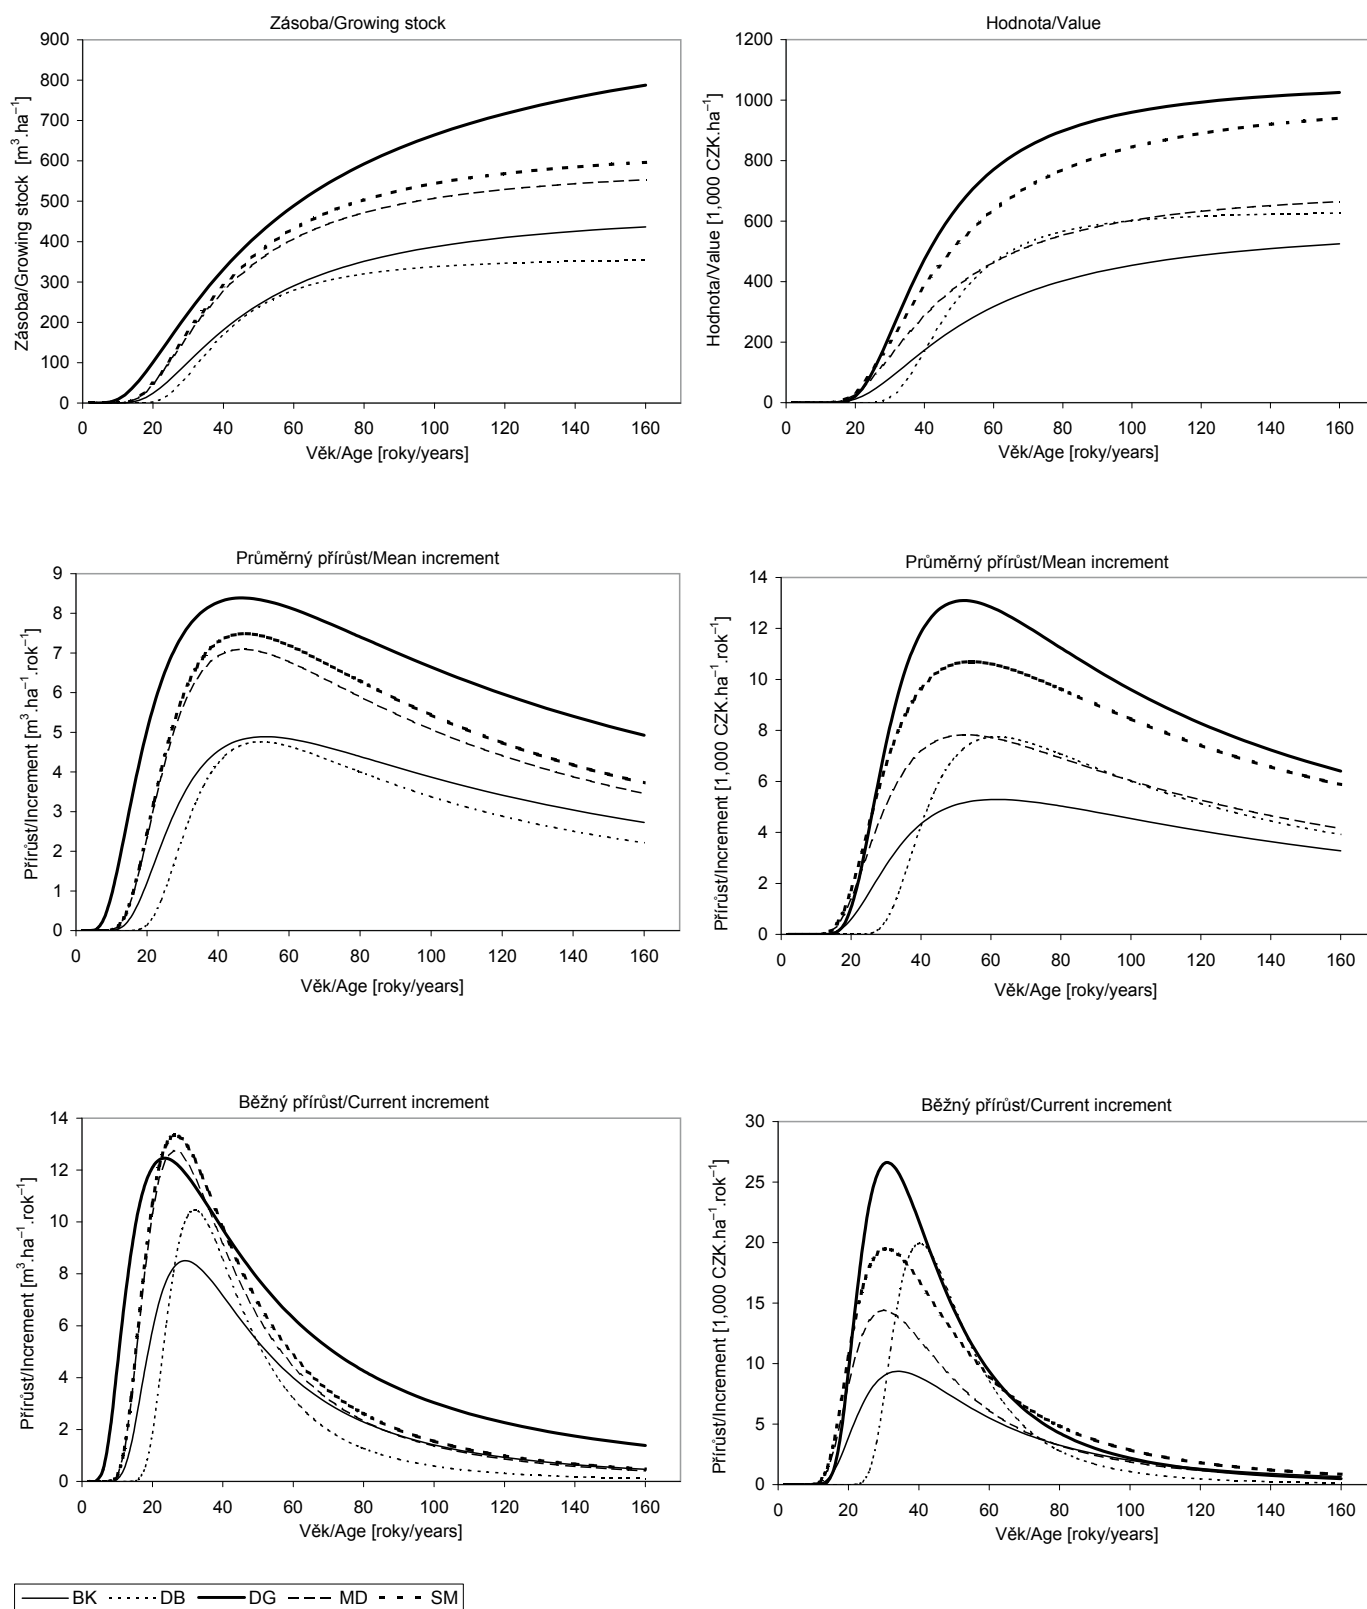 Zásoba/Growing stock
Zásoba/Growing stock [m³.ha⁻¹]
900
800
700
600
500
400
300
200
100
0
0 20 40 60 80 100 120 140 160
Věk/Age [roky/years]
Hodnota/Value
Hodnota/Value [1,000 CZK.ha⁻¹]
1200
1000
800
600
400
200
0
0 20 40 60 80 100 120 140 160
Věk/Age [roky/years]
Průměrný přírůst/Mean increment
Přírůst/Increment [m³.ha⁻¹.rok⁻¹]
9
8
7
6
5
4
3
2
1
0
0 20 40 60 80 100 120 140 160
Věk/Age [roky/years]
Průměrný přírůst/Mean increment
Přírůst/Increment [1,000 CZK.ha⁻¹.rok⁻¹]
14
12
10
8
6
4
2
0
0 20 40 60 80 100 120 140 160
Věk/Age [roky/years]
Běžný přírůst/Current increment
Přírůst/Increment [m³.ha⁻¹.rok⁻¹]
14
12
10
8
6
4
2
0
0 20 40 60 80 100 120 140 160
Věk/Age [roky/years]
Běžný přírůst/Current increment
Přírůst/Increment [1,000 CZK.ha⁻¹.rok⁻¹]
30
25
20
15
10
5
0
0 20 40 60 80 100 120 140 160
Věk/Age [roky/years]
BK DB DG MD SM